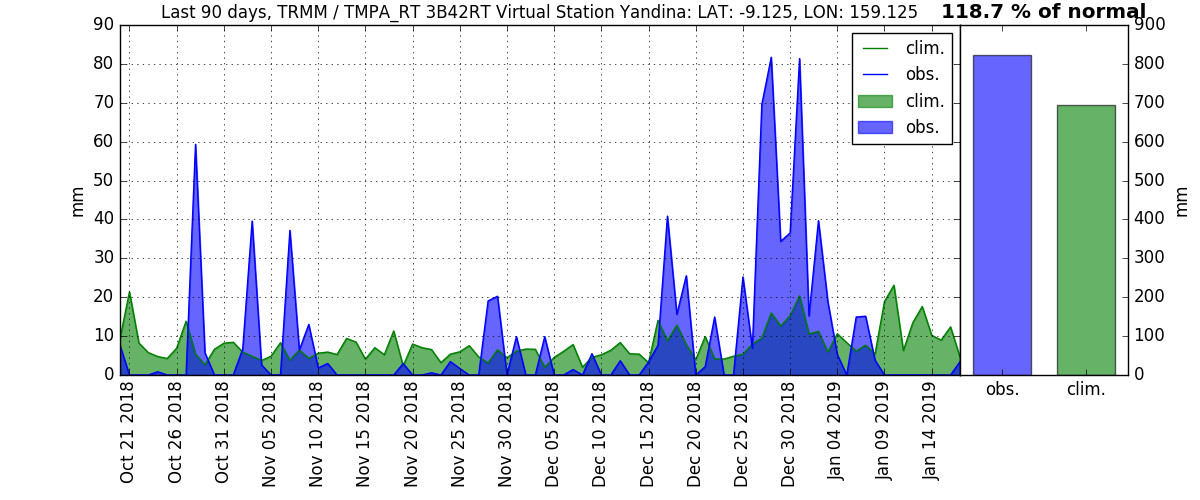 Last 90 days, TRMM / TMPA_RT 3B42RT Virtual Station Yandina: LAT: -9.125, LON: 159.125
118.7 % of normal
90
80
70
60
50
40
30
20
10
0
mm
clim.
obs.
clim.
obs.
900
800
700
600
500
400
300
200
100
0
mm
Oct 21 2018
Oct 26 2018
Oct 31 2018
Nov 05 2018
Nov 10 2018
Nov 15 2018
Nov 20 2018
Nov 25 2018
Nov 30 2018
Dec 05 2018
Dec 10 2018
Dec 15 2018
Dec 20 2018
Dec 25 2018
Dec 30 2018
Jan 04 2019
Jan 09 2019
Jan 14 2019
obs.
clim.